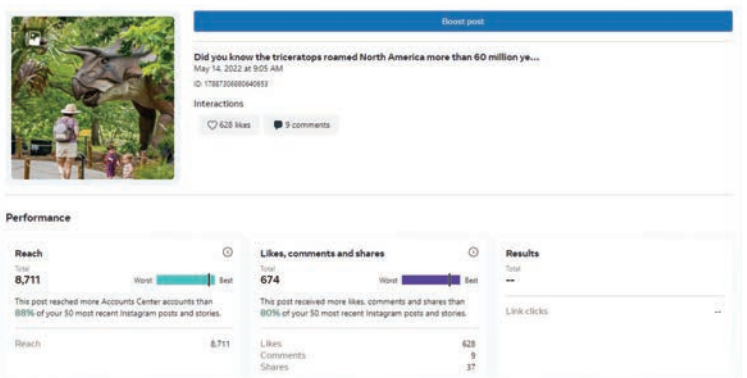 Boost post
Did you know the triceratops roamed North America more than 60 million ye...
May 14, 2022 at 9:05 AM
Interactions
628 likes
9 comments
Performance
Reach
Total
8,711
Worst
Best
This post reached more Accounts Center accounts than
88% of your 50 most recent Instagram posts and stories.
Reach 8,711
Likes, comments and shares
Total
674
Worst
Best
This post received more likes, comments and shares than
80% of your 50 most recent Instagram posts and stories.
Likes 628
Comments 9
Shares 37
Results
Total
--
Link clicks --